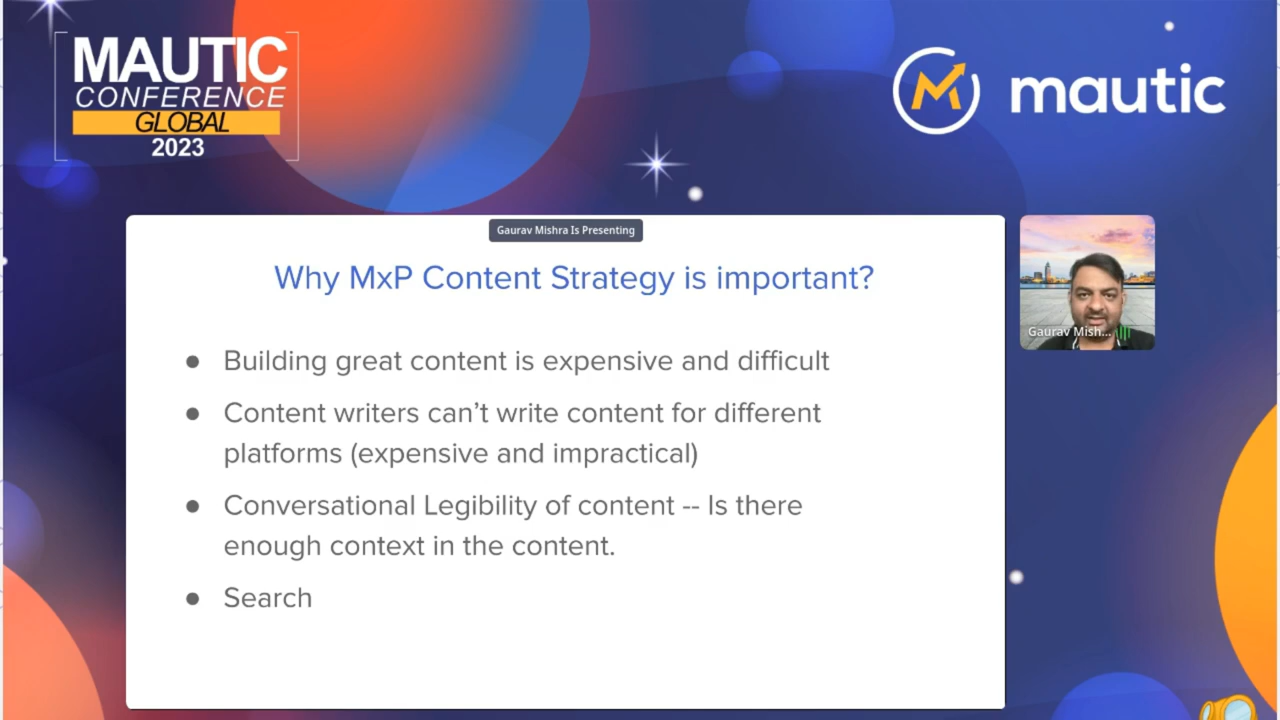 MAUTIC
CONFERENCE
GLOBAL
2023
mautic
Gaurav Mishra Is Presenting
Why MxP Content Strategy is important?
● Building great content is expensive and difficult
● Content writers can’t write content for different
platforms (expensive and impractical)
● Conversational Legibility of content -- Is there
enough context in the content.
● Search
Gaurav Mish...